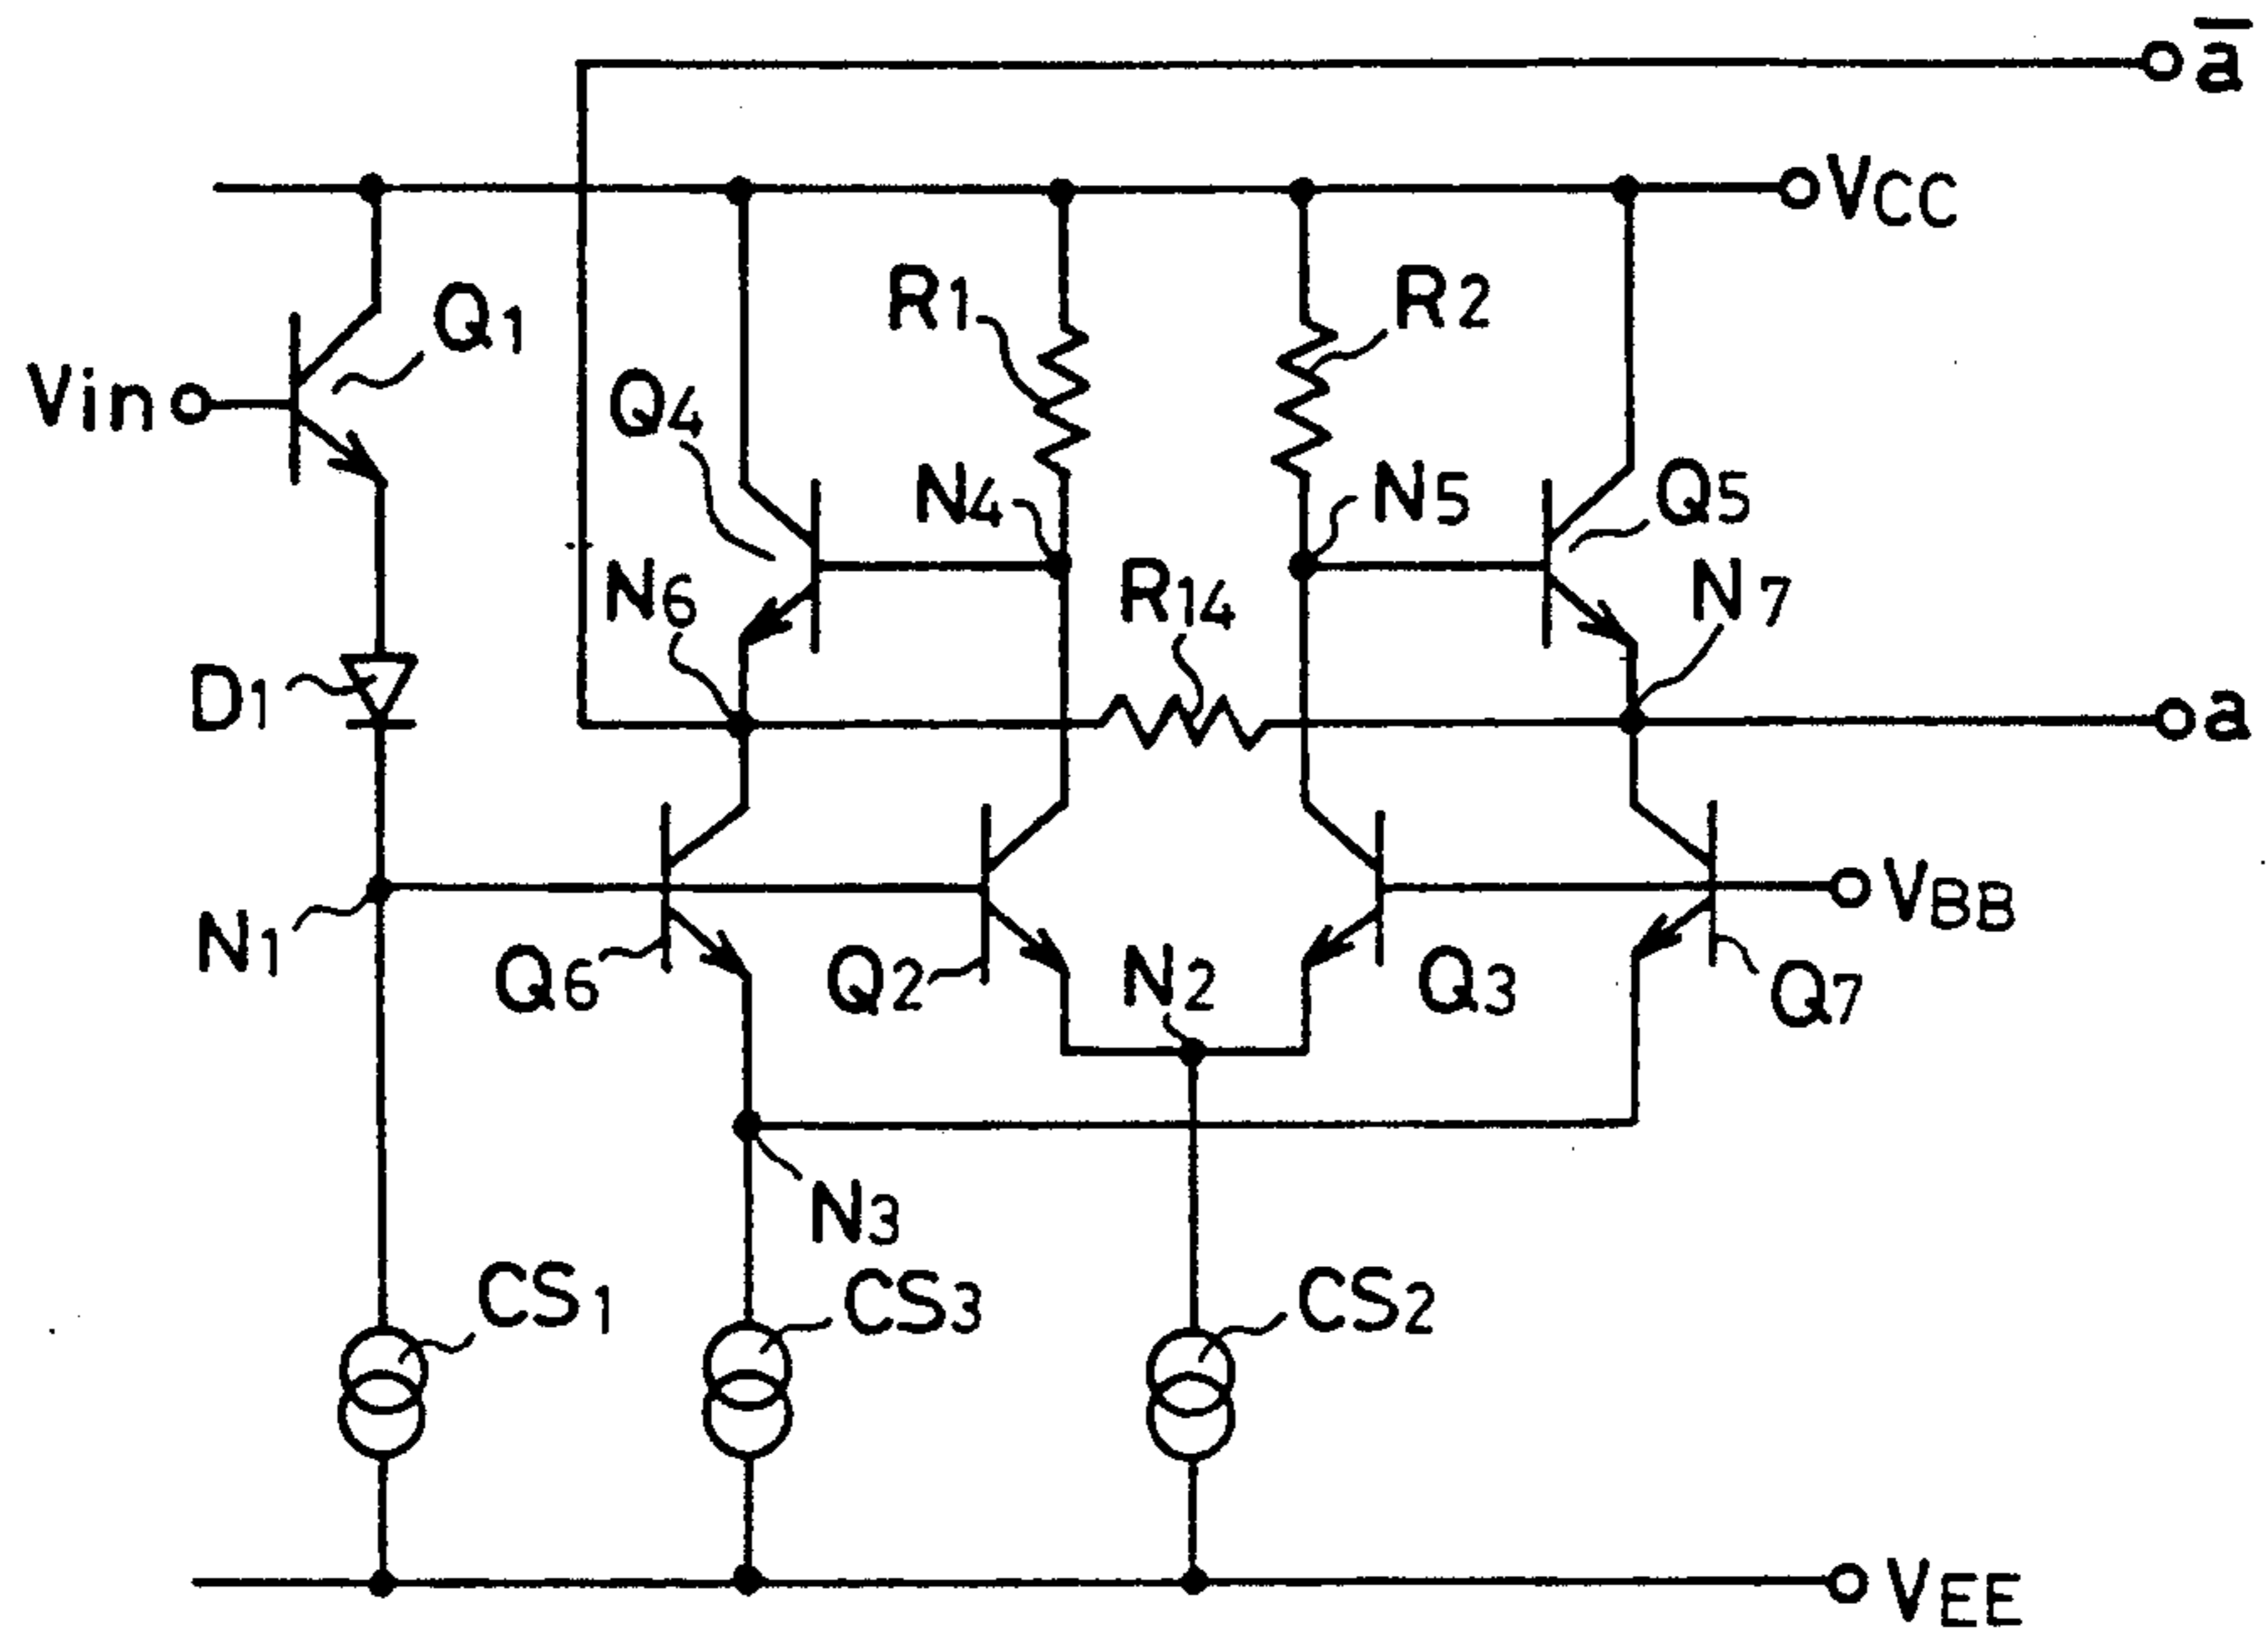 a̅
VCC
Q1
R1
R2
Vin
Q4
N4
N5
Q5
N6
R14
N7
D1
a
VBB
N1
Q6
Q2
N2
Q3
Q7
N3
CS1
CS3
CS2
VEE